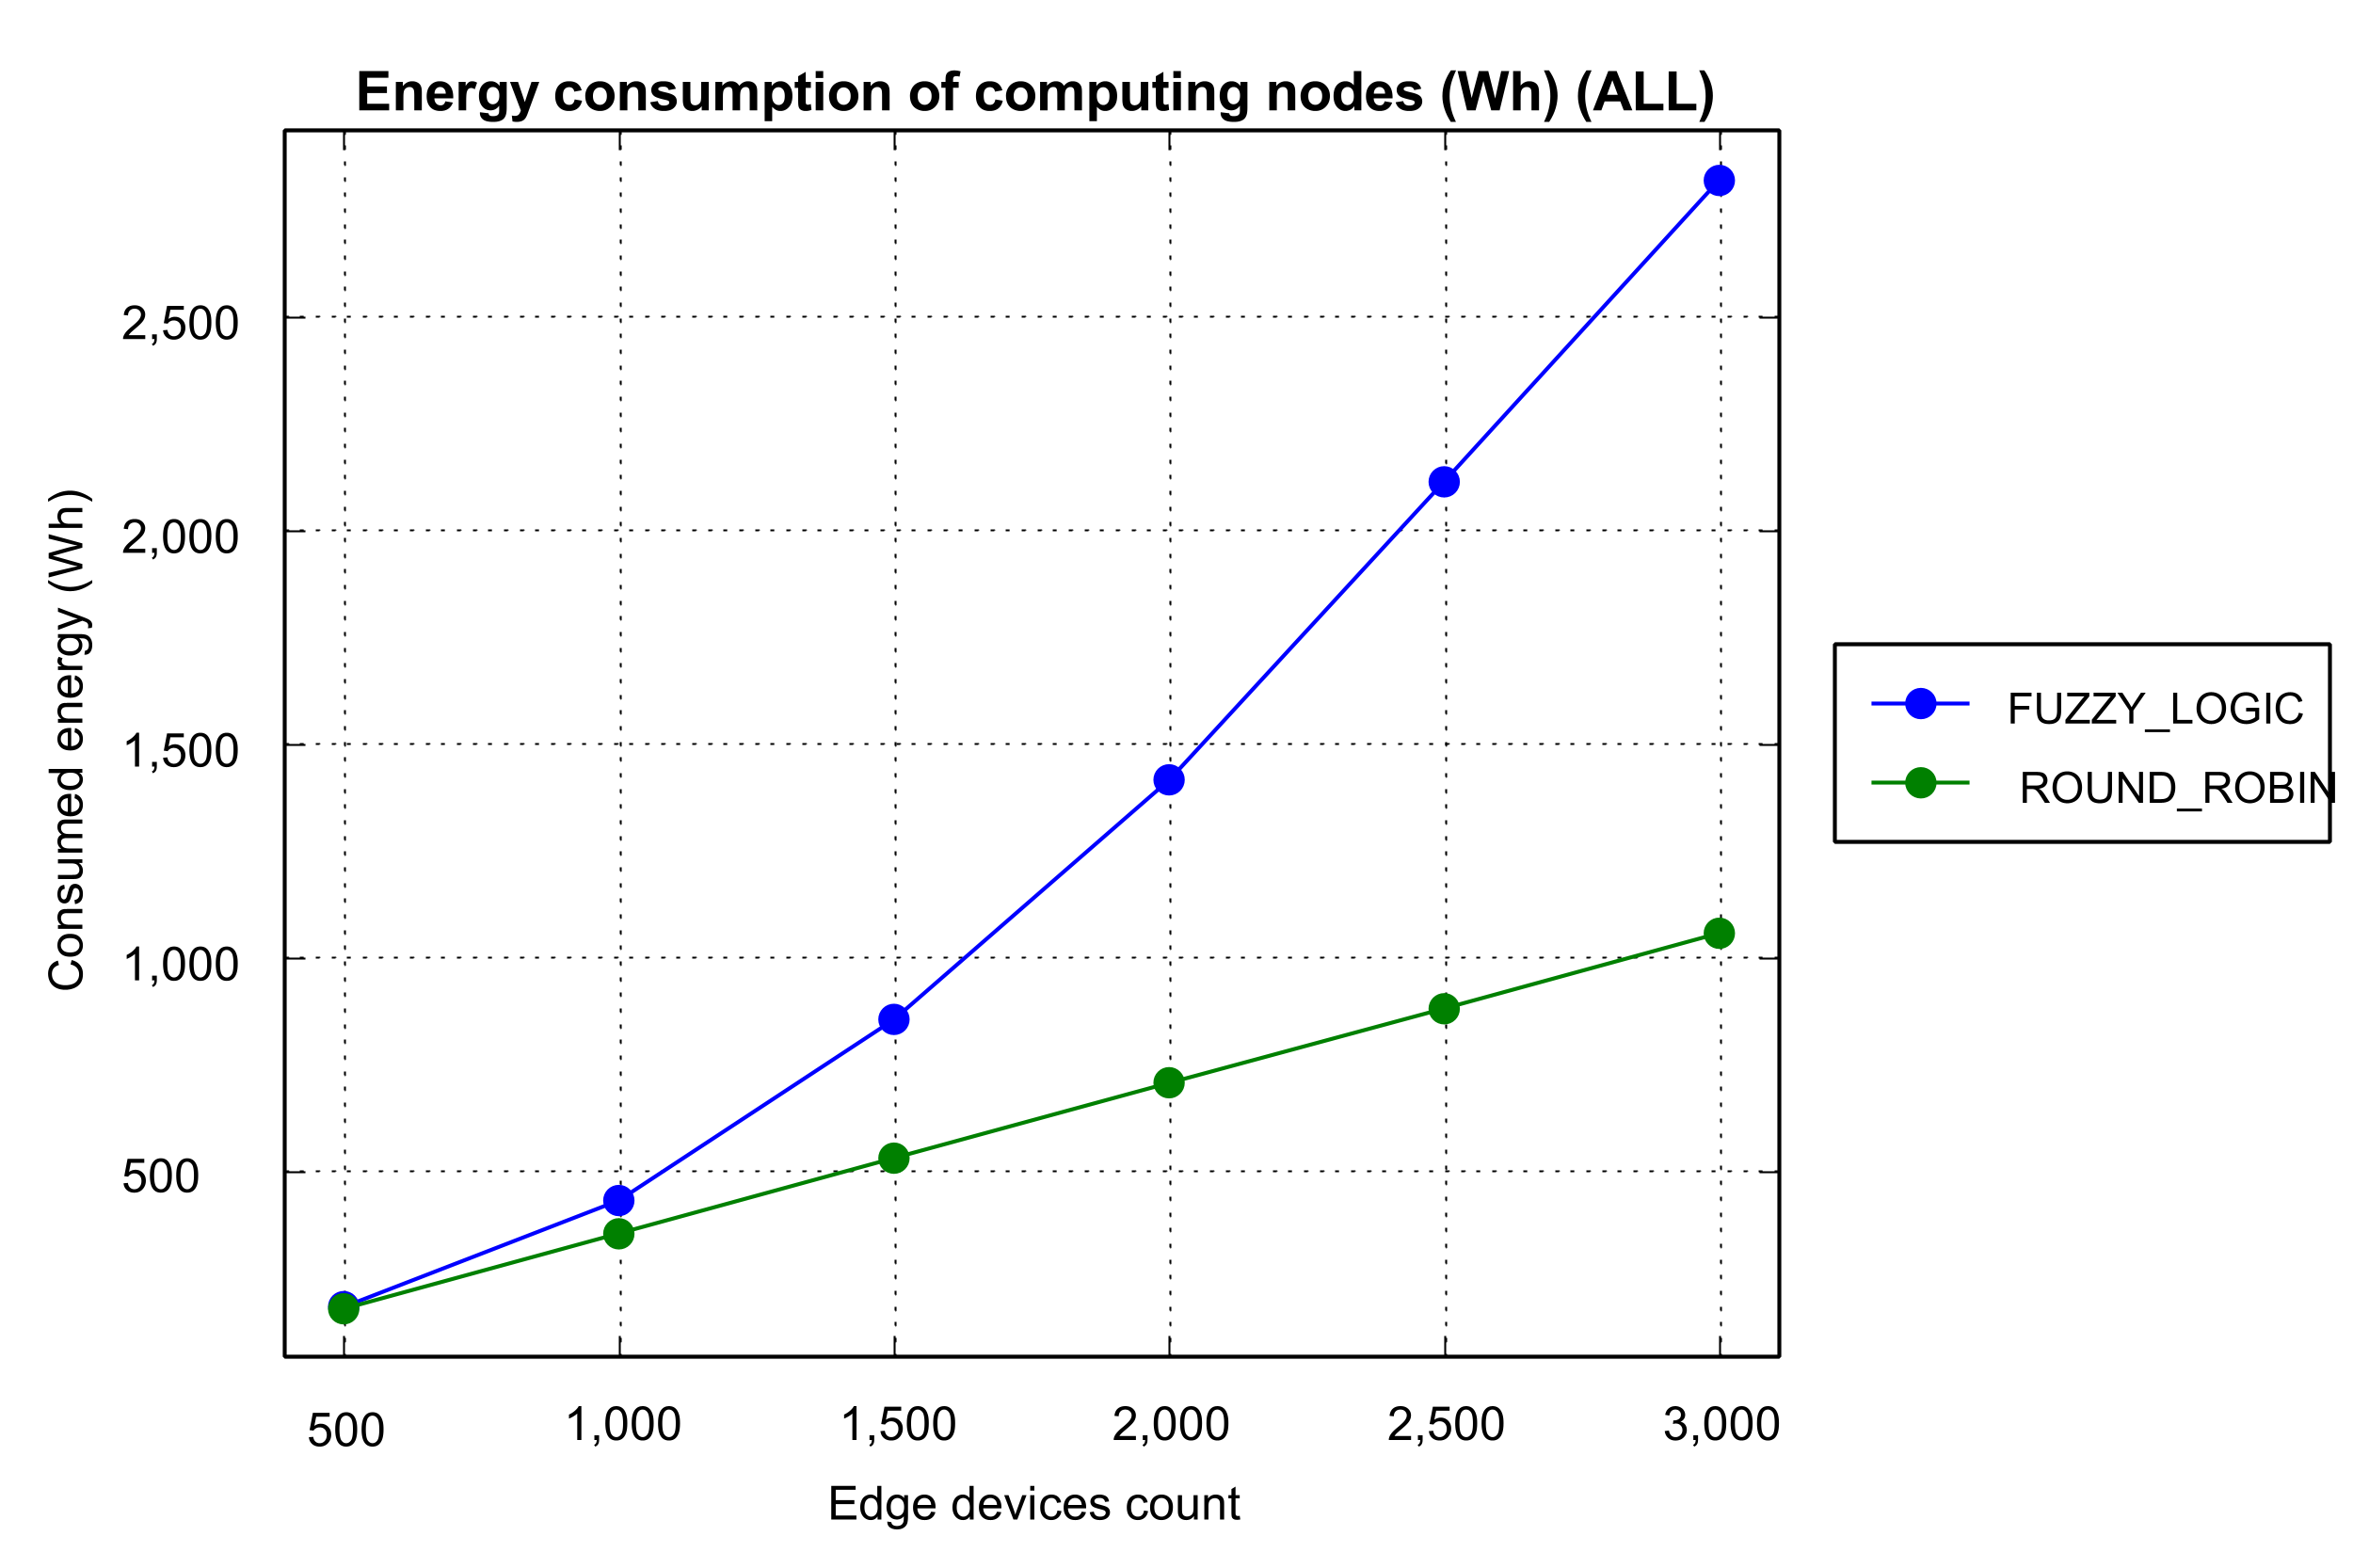 Energy consumption of computing nodes (Wh) (ALL)
Consumed energy (Wh)
2,500
2,000
1,500
1,000
500
500 1,000 1,500 2,000 2,500 3,000
Edge devices count
FUZZY_LOGIC
ROUND_ROBIN